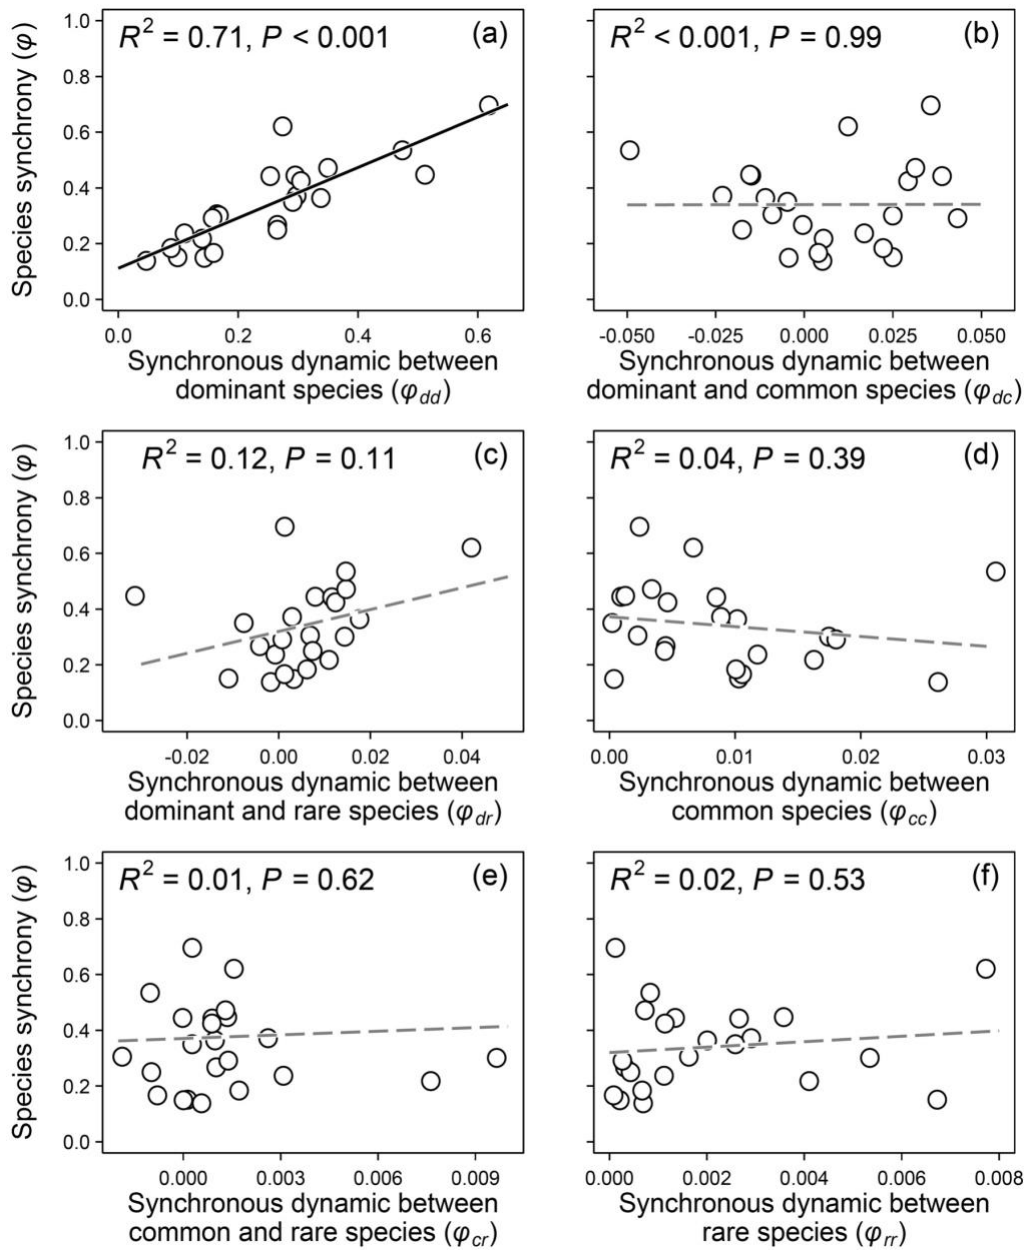 R² = 0.71, P < 0.001 (a)
1.0
0.8
0.6
0.4
0.2
0.0
Species synchrony (φ)
0.0 0.2 0.4 0.6
Synchronous dynamic between
dominant species (φdd)
R² < 0.001, P = 0.99 (b)
-0.050 -0.025 0.000 0.025 0.050
Synchronous dynamic between
dominant and common species (φdc)
R² = 0.12, P = 0.11 (c)
1.0
0.8
0.6
0.4
0.2
0.0
Species synchrony (φ)
-0.02 0.00 0.02 0.04
Synchronous dynamic between
dominant and rare species (φdr)
R² = 0.04, P = 0.39 (d)
0.00 0.01 0.02 0.03
Synchronous dynamic between
common species (φcc)
R² = 0.01, P = 0.62 (e)
1.0
0.8
0.6
0.4
0.2
0.0
Species synchrony (φ)
0.000 0.003 0.006 0.009
Synchronous dynamic between
common and rare species (φcr)
R² = 0.02, P = 0.53 (f)
0.000 0.002 0.004 0.006 0.008
Synchronous dynamic between
rare species (φrr)